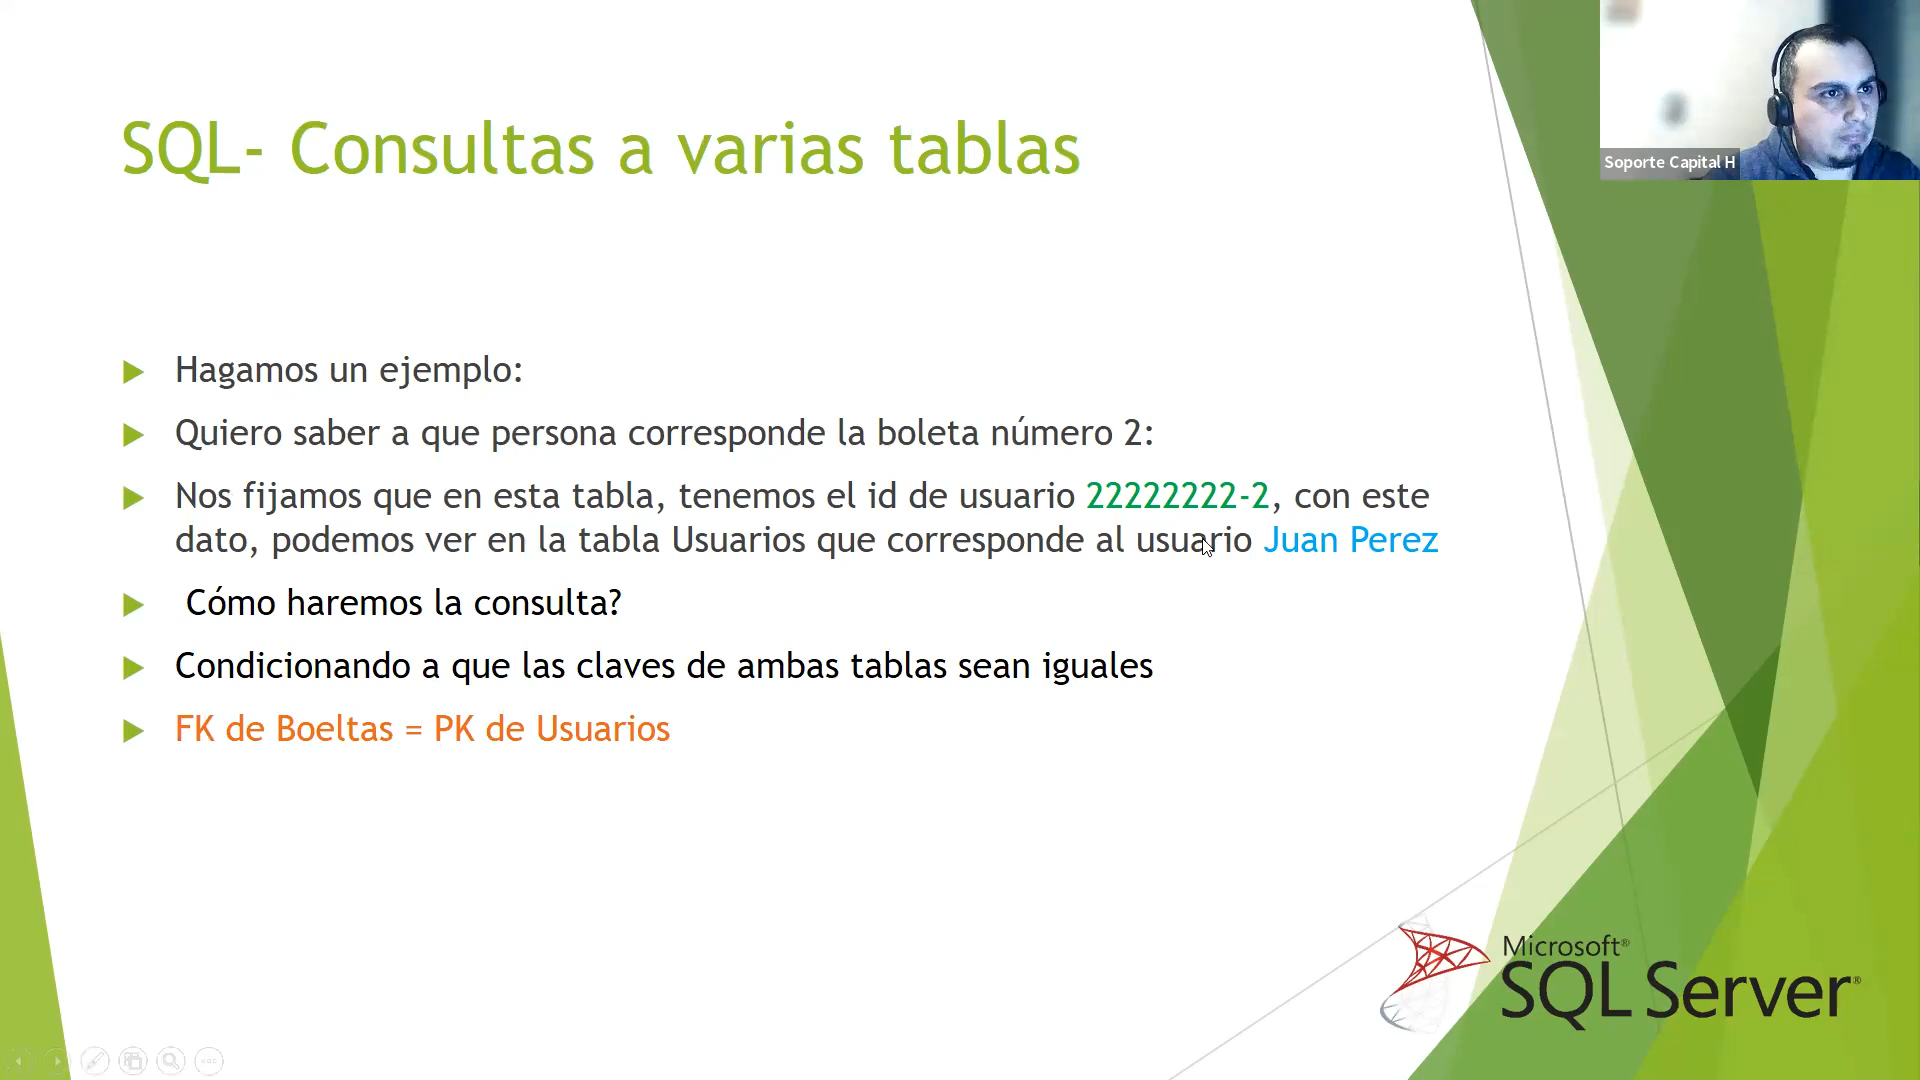 SQL- Consultas a varias tablas
Soporte Capital H
Hagamos un ejemplo:
Quiero saber a que persona corresponde la boleta número 2:
Nos fijamos que en esta tabla, tenemos el id de usuario 22222222-2, con este
dato, podemos ver en la tabla Usuarios que corresponde al usuario Juan Perez
Cómo haremos la consulta?
Condicionando a que las claves de ambas tablas sean iguales
FK de Boeltas = PK de Usuarios
Microsoft®
SQL Server®